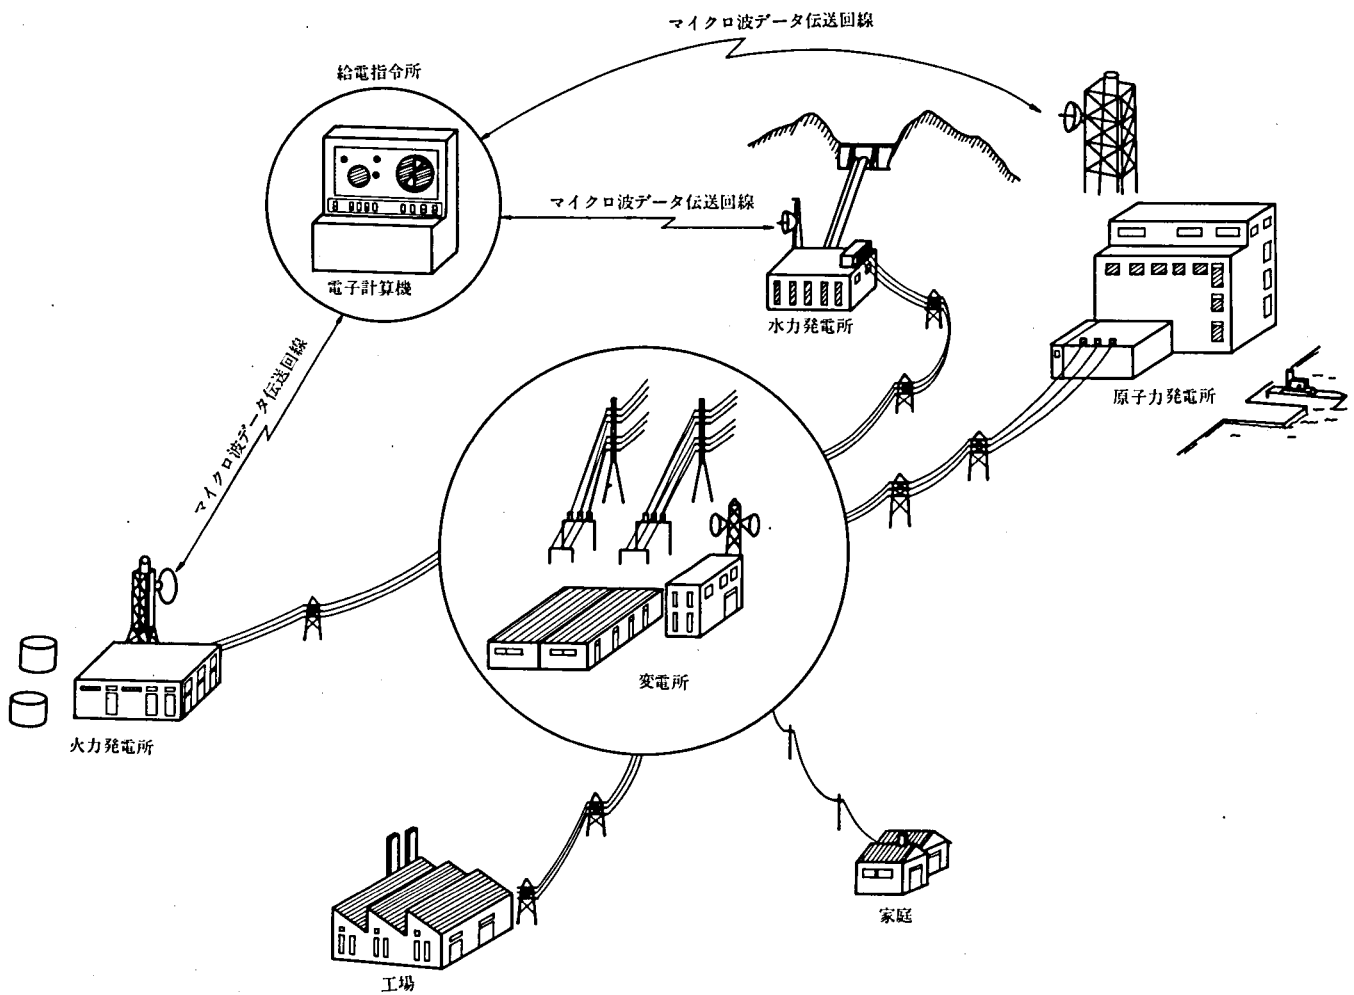 マイクロ波データ伝送回線
給電指令所
マイクロ波データ伝送回線
電子計算機
水力発電所
マイクロ波データ伝送回線
原子力発電所
変電所
火力発電所
家庭
工場